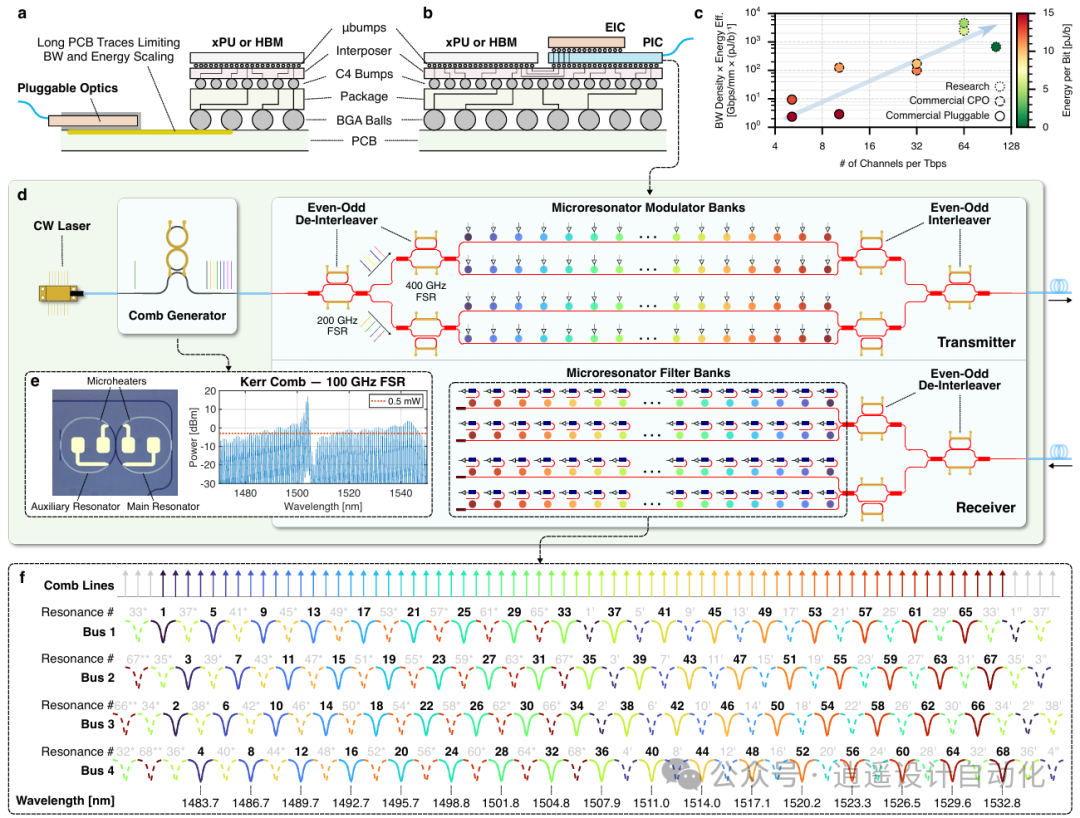 a
Long PCB Traces Limiting
BW and Energy Scaling
Pluggable Optics
xPU or HBM
μbumps
Interposer
C4 Bumps
Package
BGA Balls
PCB
b
xPU or HBM
EIC
PIC
c
BW Density × Energy Eff.
[Gbps/mm × (pJ/b)⁻¹]
10⁴
10³
10²
10¹
10⁰
4
8
16
32
64
128
# of Channels per Tbps
Research
Commercial CPO
Commercial Pluggable
15
10
5
0
Energy per Bit [pJ/b]
d
CW Laser
Comb Generator
Even-Odd
De-Interleaver
200 GHz
FSR
400 GHz
FSR
Microresonator Modulator Banks
Even-Odd
Interleaver
Transmitter
Microresonator Filter Banks
Even-Odd
De-Interleaver
Receiver
e
Microheaters
Auxiliary Resonator
Main Resonator
Kerr Comb — 100 GHz FSR
0.5 mW
Power [dBm]
20
10
0
-10
-20
-30
1480
1500
1520
1540
Wavelength [nm]
f
Comb Lines
Resonance # 33* 1 37* 5 41* 9 45* 13 49* 17 53* 21 57* 25 61* 29 65* 33 1' 37 5' 41 9' 45 13' 49 17' 53 21' 57 25' 61 29' 65 33' 1" 37'
Bus 1
Resonance # 67** 35* 3 39* 7 43* 11 47* 15 51* 19 55* 23 59* 27 63* 31 67* 35 3' 39 7' 43 11' 47 15' 51 19' 55 23' 59 27' 63 31' 67 35' 3"
Bus 2
Resonance # 66** 34* 2 38* 6 42* 10 46* 14 50* 18 54* 22 58* 26 62* 30 66* 34 2' 38 6' 42 10' 46 14' 50 18' 54 22' 58 26' 62 30' 66 34' 2" 38'
Bus 3
Resonance # 32* 68** 36* 4 40* 8 44* 12 48* 16 52* 20 56* 24 60* 28 64* 32 68* 36 4' 40 8' 44 12' 48 16' 52 20' 56 24' 60 28' 64 32' 68 36' 4"
Bus 4
Wavelength [nm] 1483.7 1486.7 1489.7 1492.7 1495.7 1498.8 1501.8 1504.8 1507.9 1511.0 1514.0 1517.1 1520.2 1523.3 1526.5 1529.6 1532.8
公众号 · 逍遥设计自动化